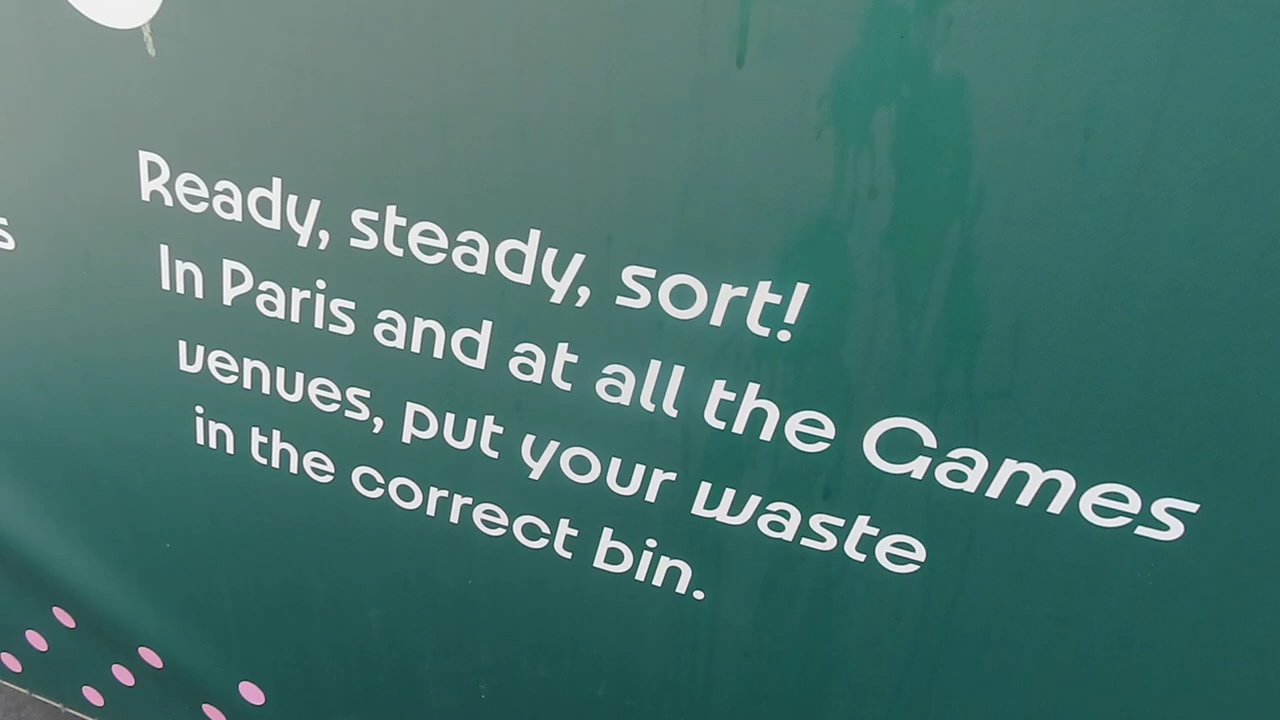 Ready, steady, sort!
In Paris and at all the Games
venues, put your waste
in the correct bin.